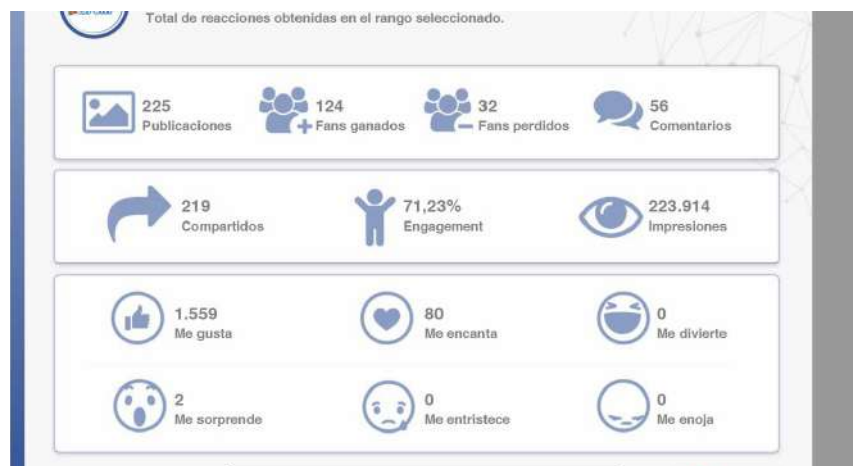 Total de reacciones obtenidas en el rango seleccionado.
225
Publicaciones
124
Fans ganados
32
Fans perdidos
56
Comentarios
219
Compartidos
71,23%
Engagement
223.914
Impresiones
1.559
Me gusta
80
Me encanta
0
Me divierte
2
Me sorprende
0
Me entristece
0
Me enoja